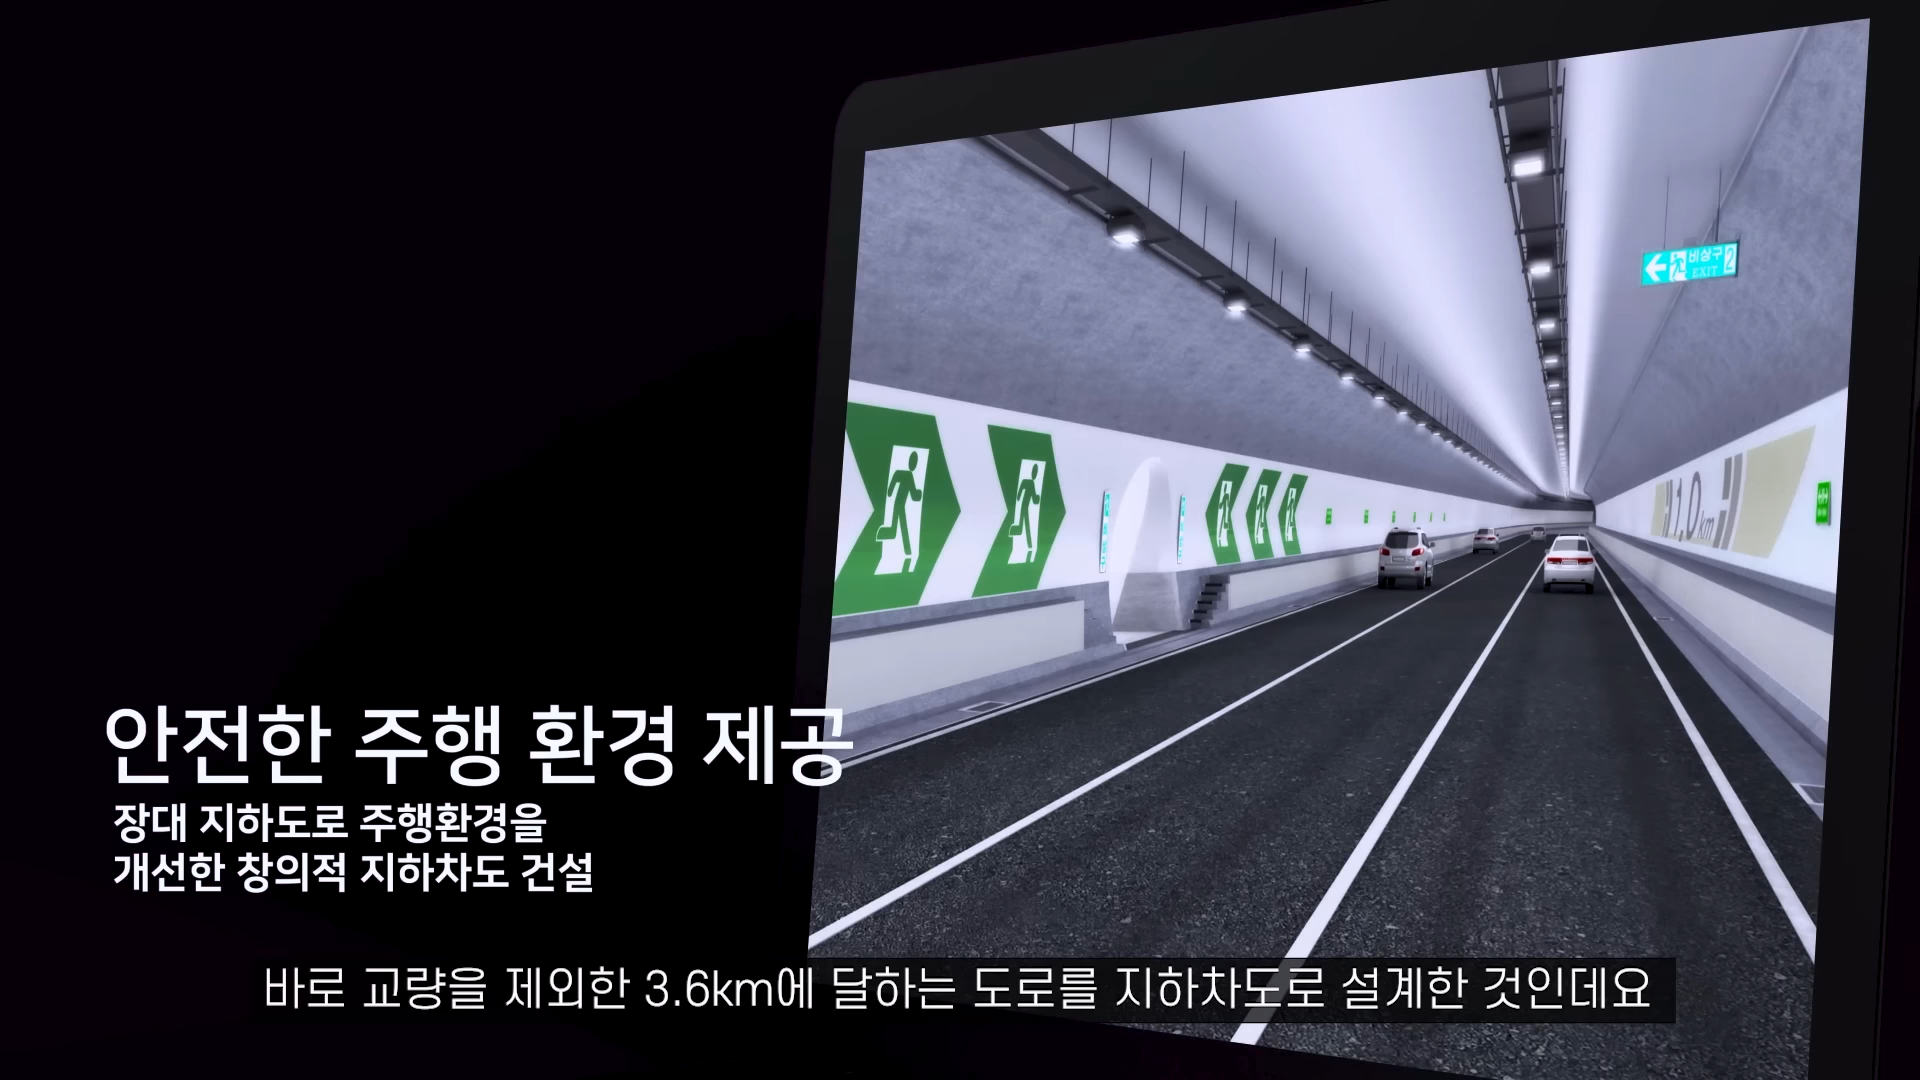 비상구 2
EXIT
1.0 km
안전한 주행 환경 제공
장대 지하도로 주행환경을
개선한 창의적 지하차도 건설
바로 교량을 제외한 3.6km에 달하는 도로를 지하차도로 설계한 것인데요